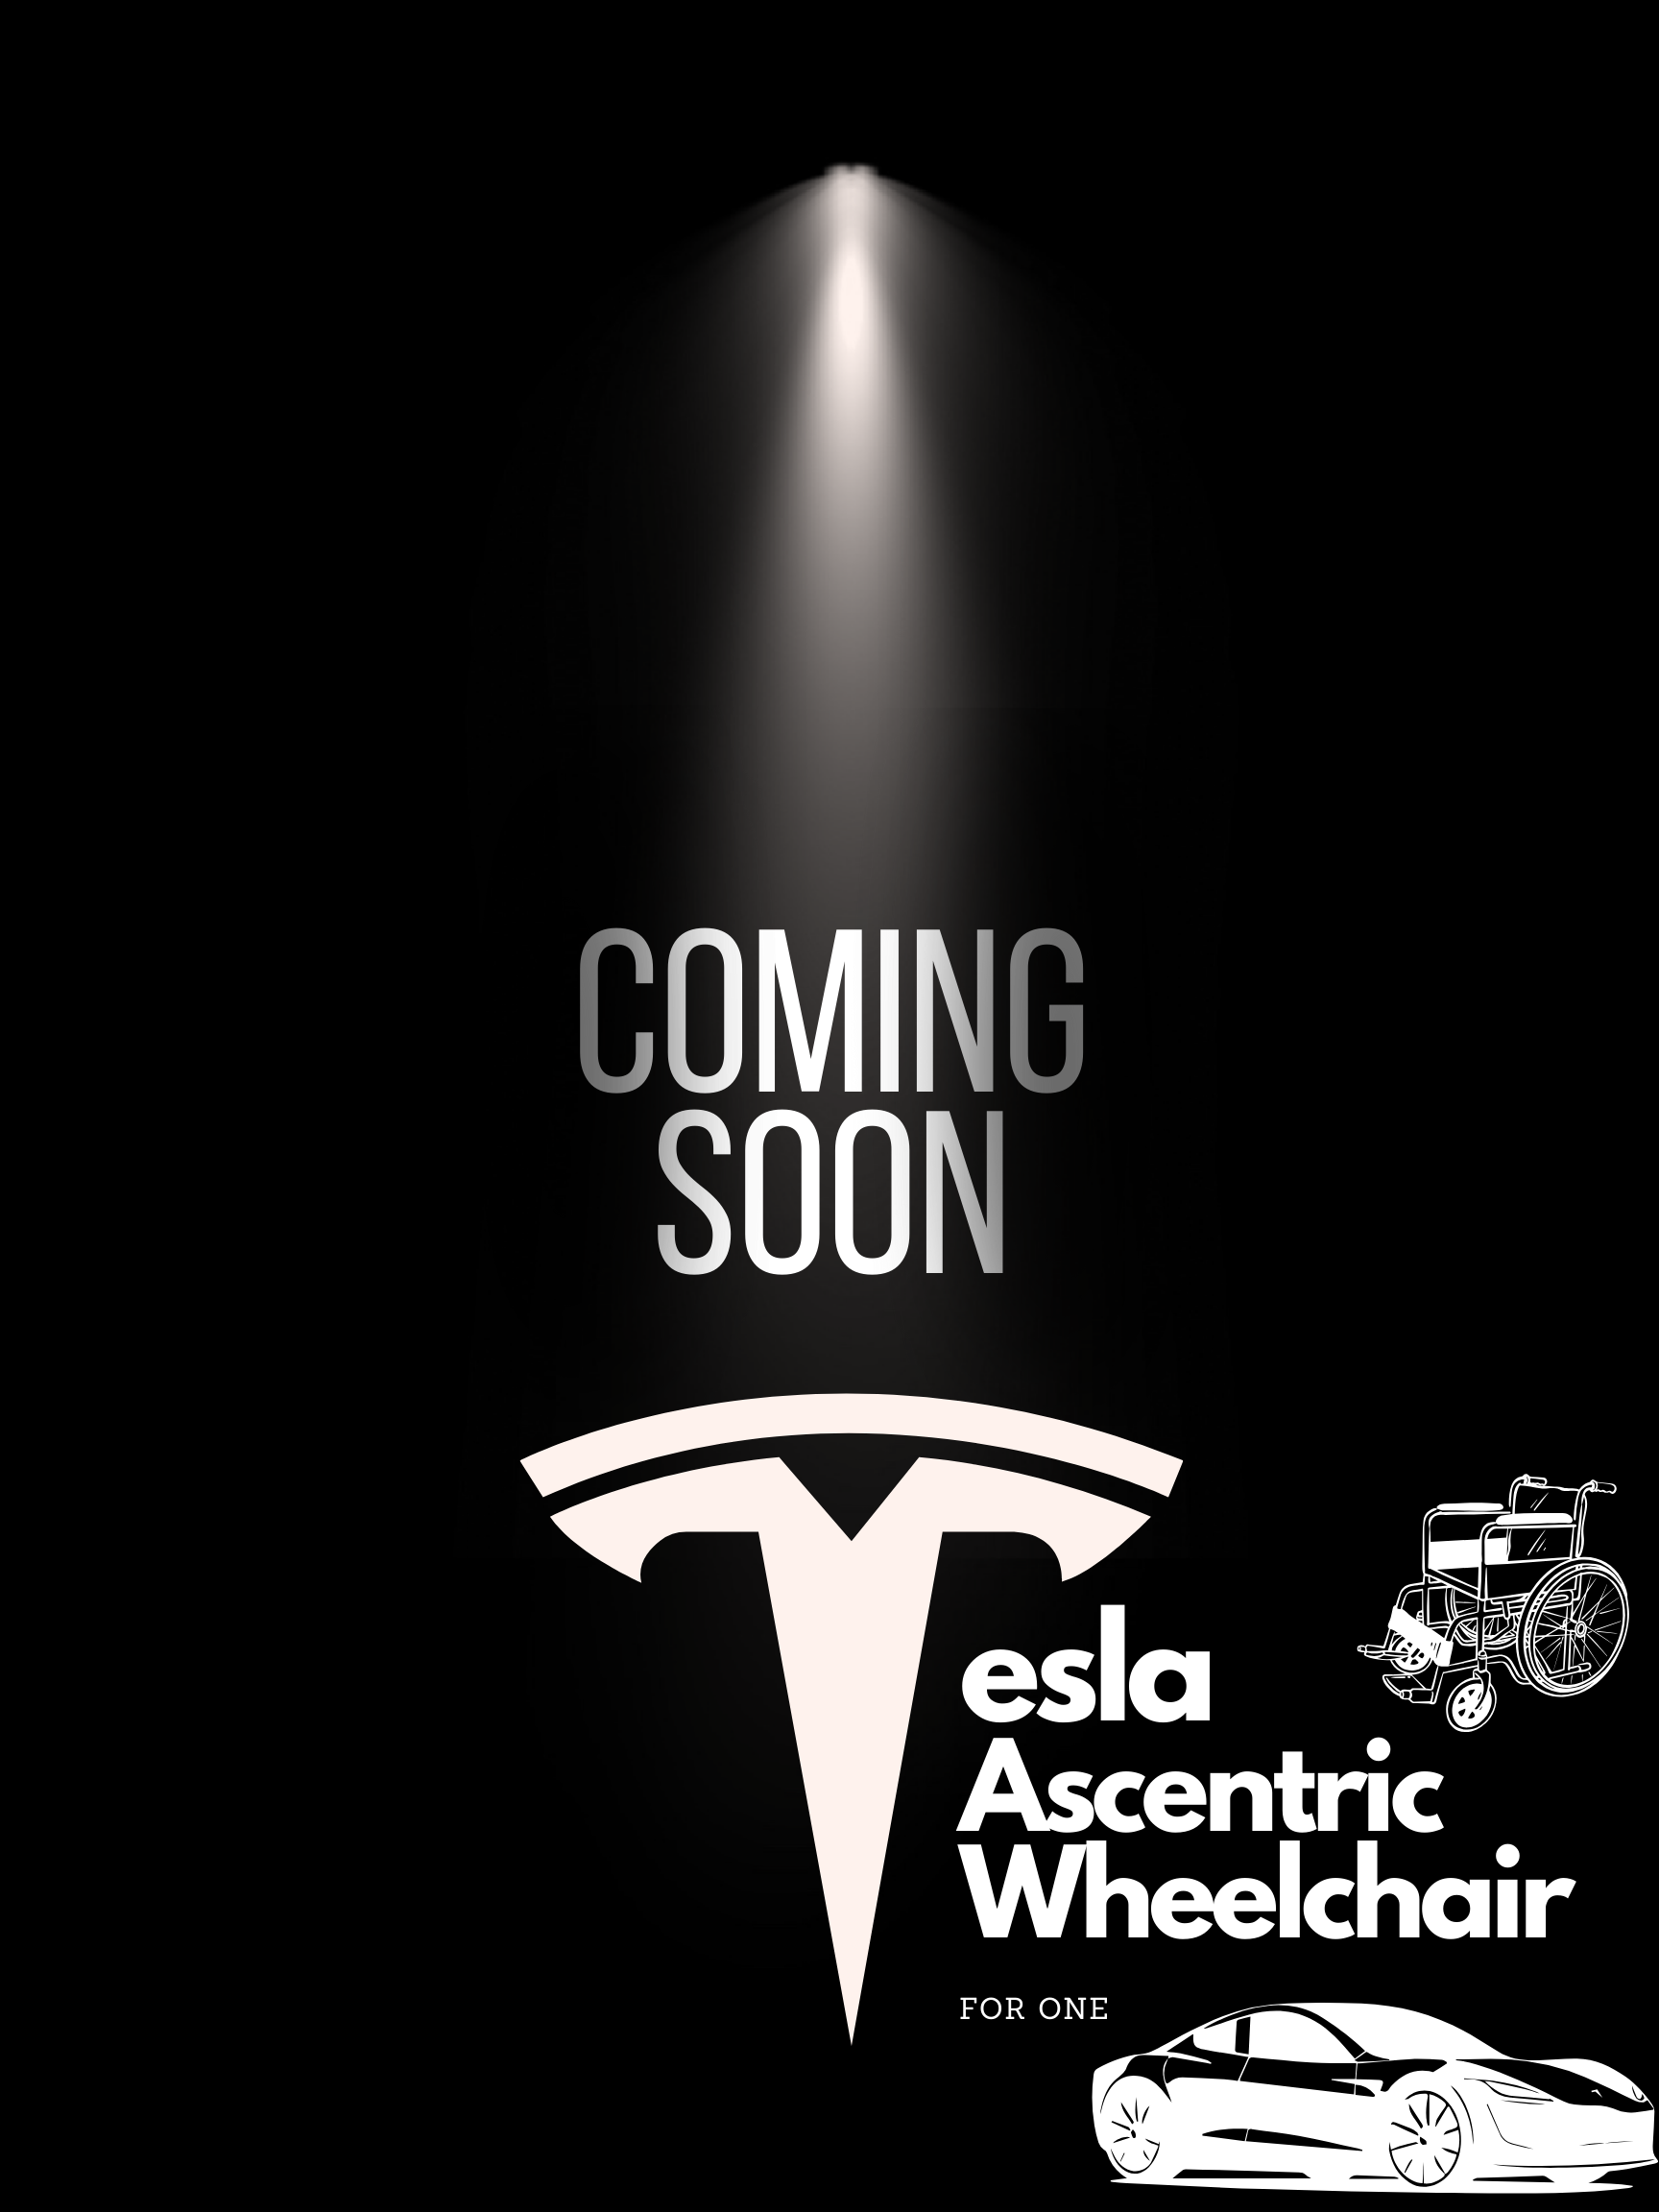 COMING
SOON
esla
Ascentric
Wheelchair
FOR ONE